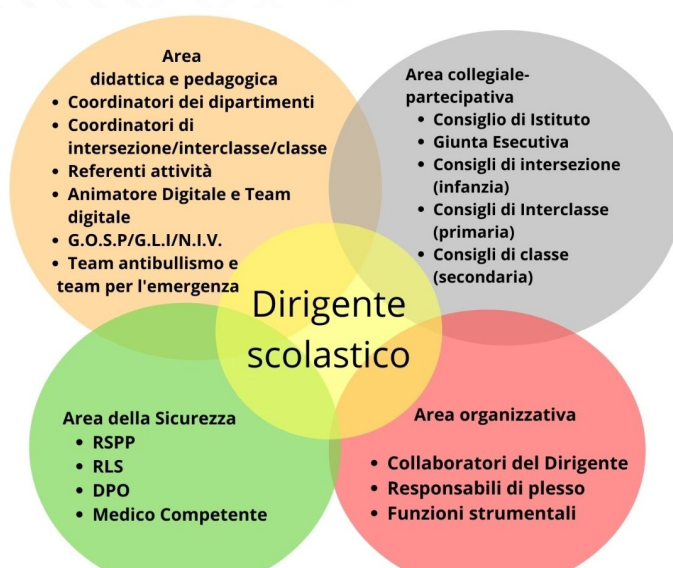 Area
didattica e pedagogica
• Coordinatori dei dipartimenti
• Coordinatori di
intersezione/interclasse/classe
• Referenti attività
• Animatore Digitale e Team
digitale
• G.O.S.P/G.L.I/N.I.V.
• Team antibullismo e
team per l'emergenza
Area collegiale-
partecipativa
• Consiglio di Istituto
• Giunta Esecutiva
• Consigli di intersezione
(infanzia)
• Consigli di Interclasse
(primaria)
• Consigli di classe
(secondaria)
Dirigente
scolastico
Area della Sicurezza
• RSPP
• RLS
• DPO
• Medico Competente
Area organizzativa
• Collaboratori del Dirigente
• Responsabili di plesso
• Funzioni strumentali